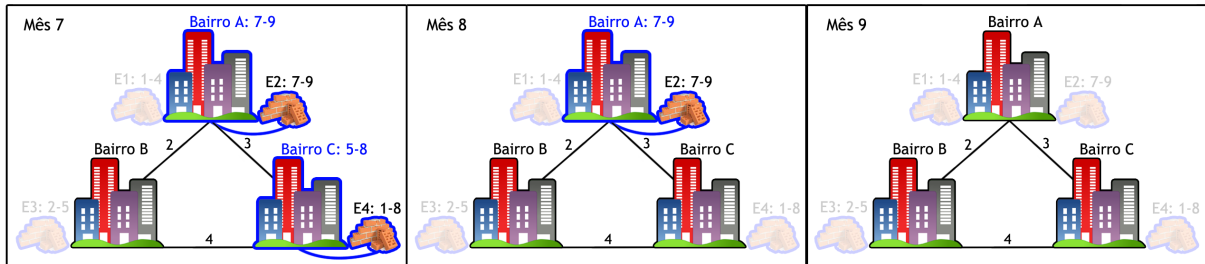 Mês 7
Bairro A: 7-9
E1: 1-4
E2: 7-9
2
3
Bairro B
Bairro C: 5-8
E3: 2-5
E4: 1-8
4
Mês 8
Bairro A: 7-9
E1: 1-4
E2: 7-9
2
3
Bairro B
Bairro C
E3: 2-5
E4: 1-8
4
Mês 9
Bairro A
E1: 1-4
E2: 7-9
2
3
Bairro B
Bairro C
E3: 2-5
E4: 1-8
4